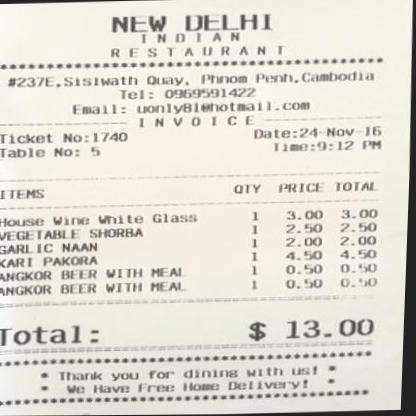 NEW DELHI
INDIAN
RESTAURANT
#237E,Sisiwath Quay, Phnom Penh,Cambodia
Tel: 0969591422
Email: uonly81@hotmail.com
INVOICE
Ticket No:1740 Date:24-Nov-16
Table No: 5 Time:9:12 PM
ITEMS QTY PRICE TOTAL
House Wine White Glass 1 3.00 3.00
VEGETABLE SHORBA 1 2.50 2.50
GARLIC NAAN 1 2.00 2.00
KARI PAKORA 1 4.50 4.50
ANGKOR BEER WITH MEAL 1 0.50 0.50
ANGKOR BEER WITH MEAL 1 0.50 0.50
Total: $ 13.00
* Thank you for dining with us! *
* We Have Free Home Delivery! *